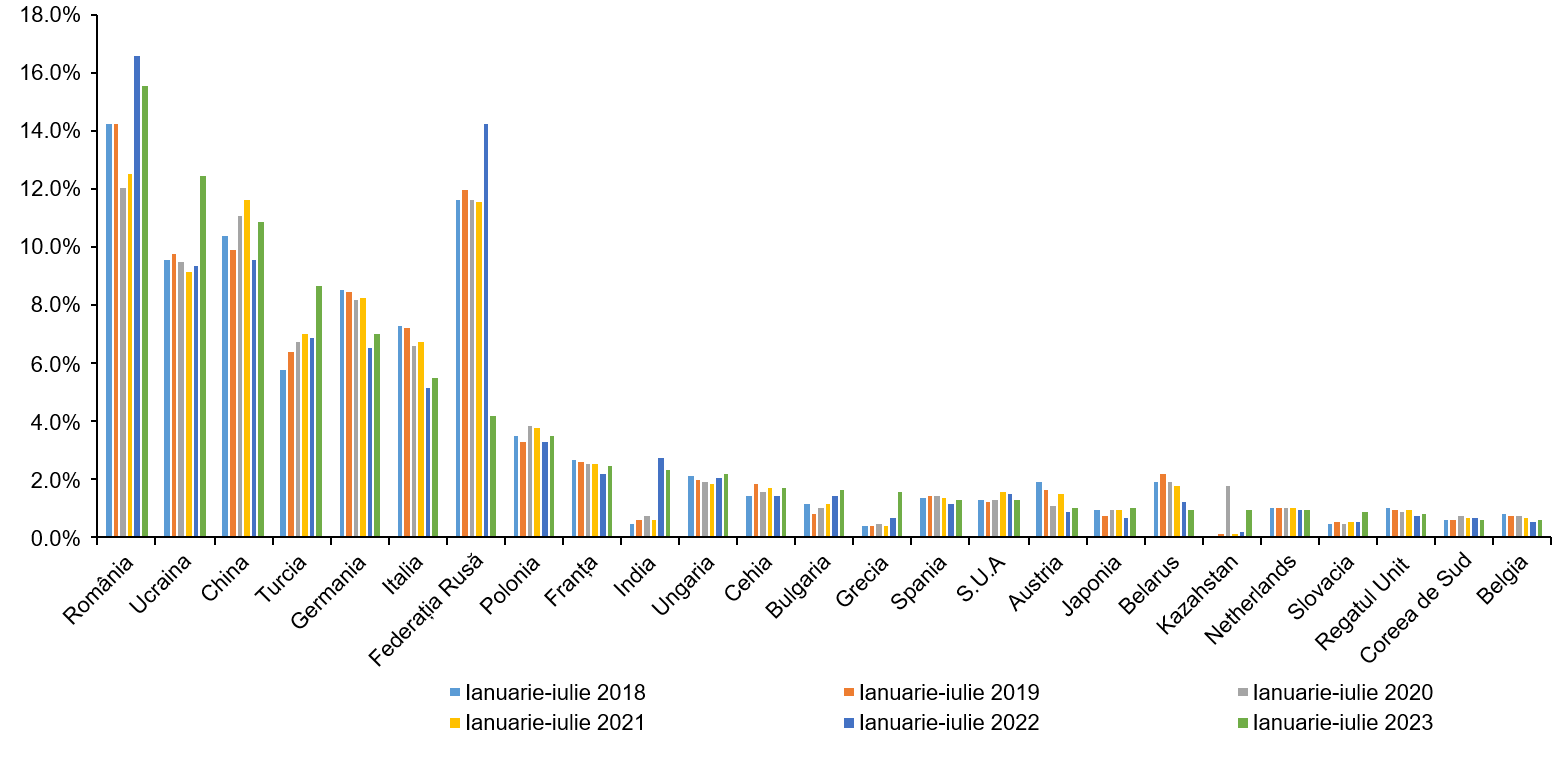 18.0%
16.0%
14.0%
12.0%
10.0%
8.0%
6.0%
4.0%
2.0%
0.0%
România
Ucraina
China
Turcia
Germania
Italia
Federația Rusă
Polonia
Franța
India
Ungaria
Cehia
Bulgaria
Grecia
Spania
S.U.A
Austria
Japonia
Belarus
Kazahstan
Netherlands
Slovacia
Regatul Unit
Coreea de Sud
Belgia
Ianuarie-iulie 2018
Ianuarie-iulie 2019
Ianuarie-iulie 2020
Ianuarie-iulie 2021
Ianuarie-iulie 2022
Ianuarie-iulie 2023